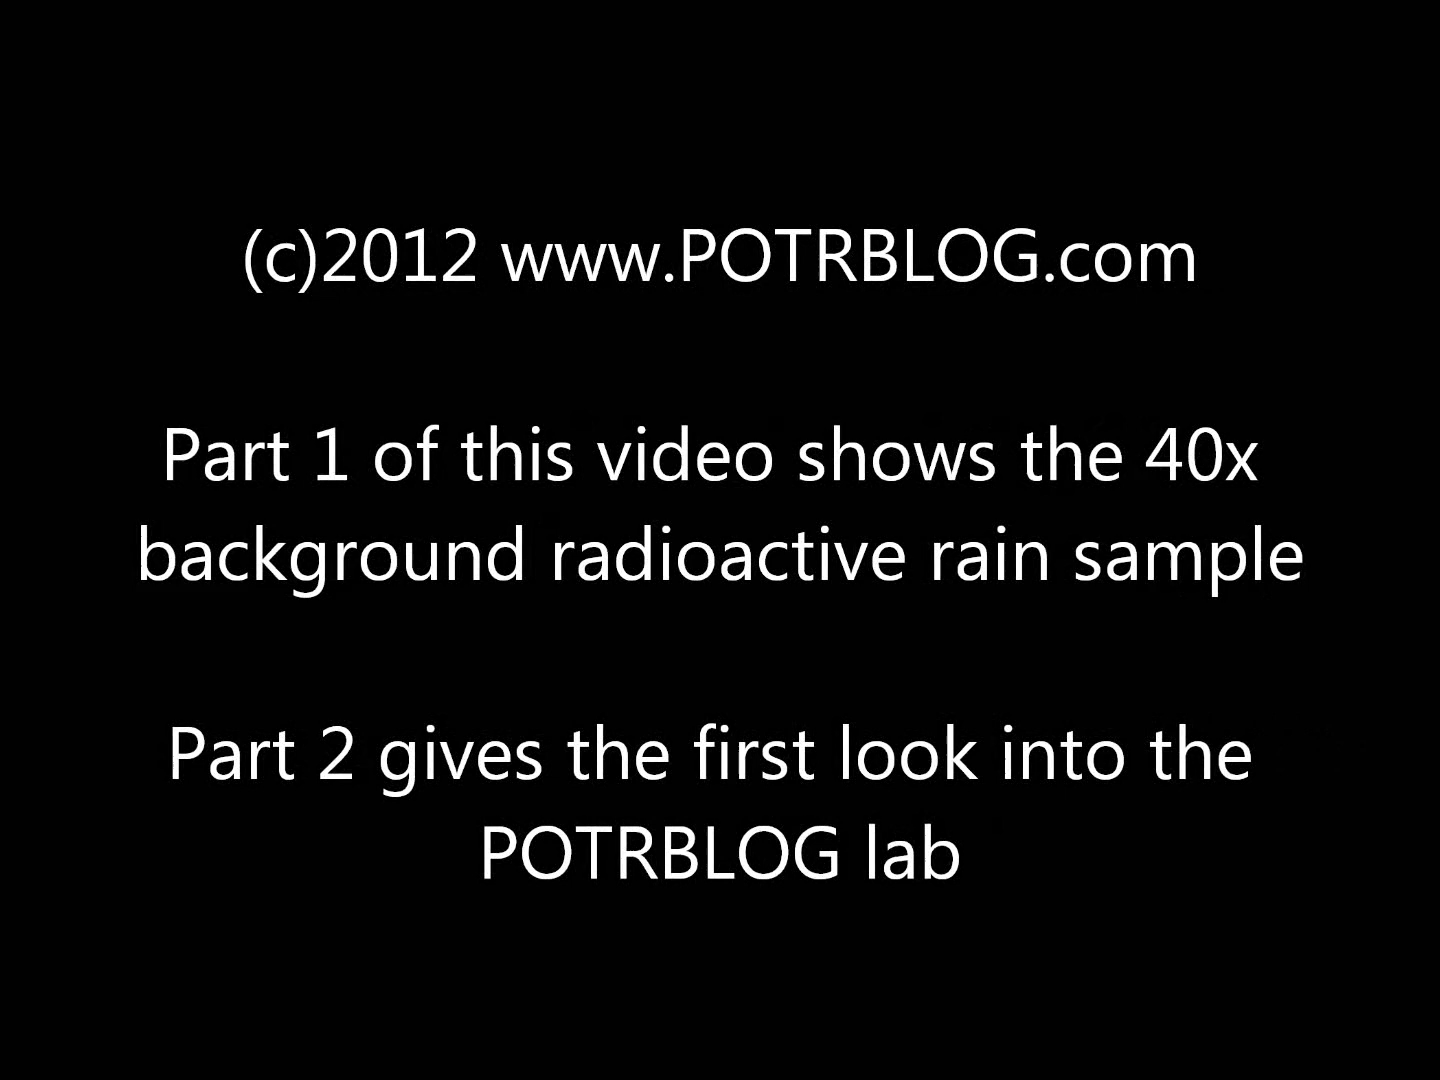 (c)2012 www.POTRBLOG.com
Part 1 of this video shows the 40x
background radioactive rain sample
Part 2 gives the first look into the
POTRBLOG lab